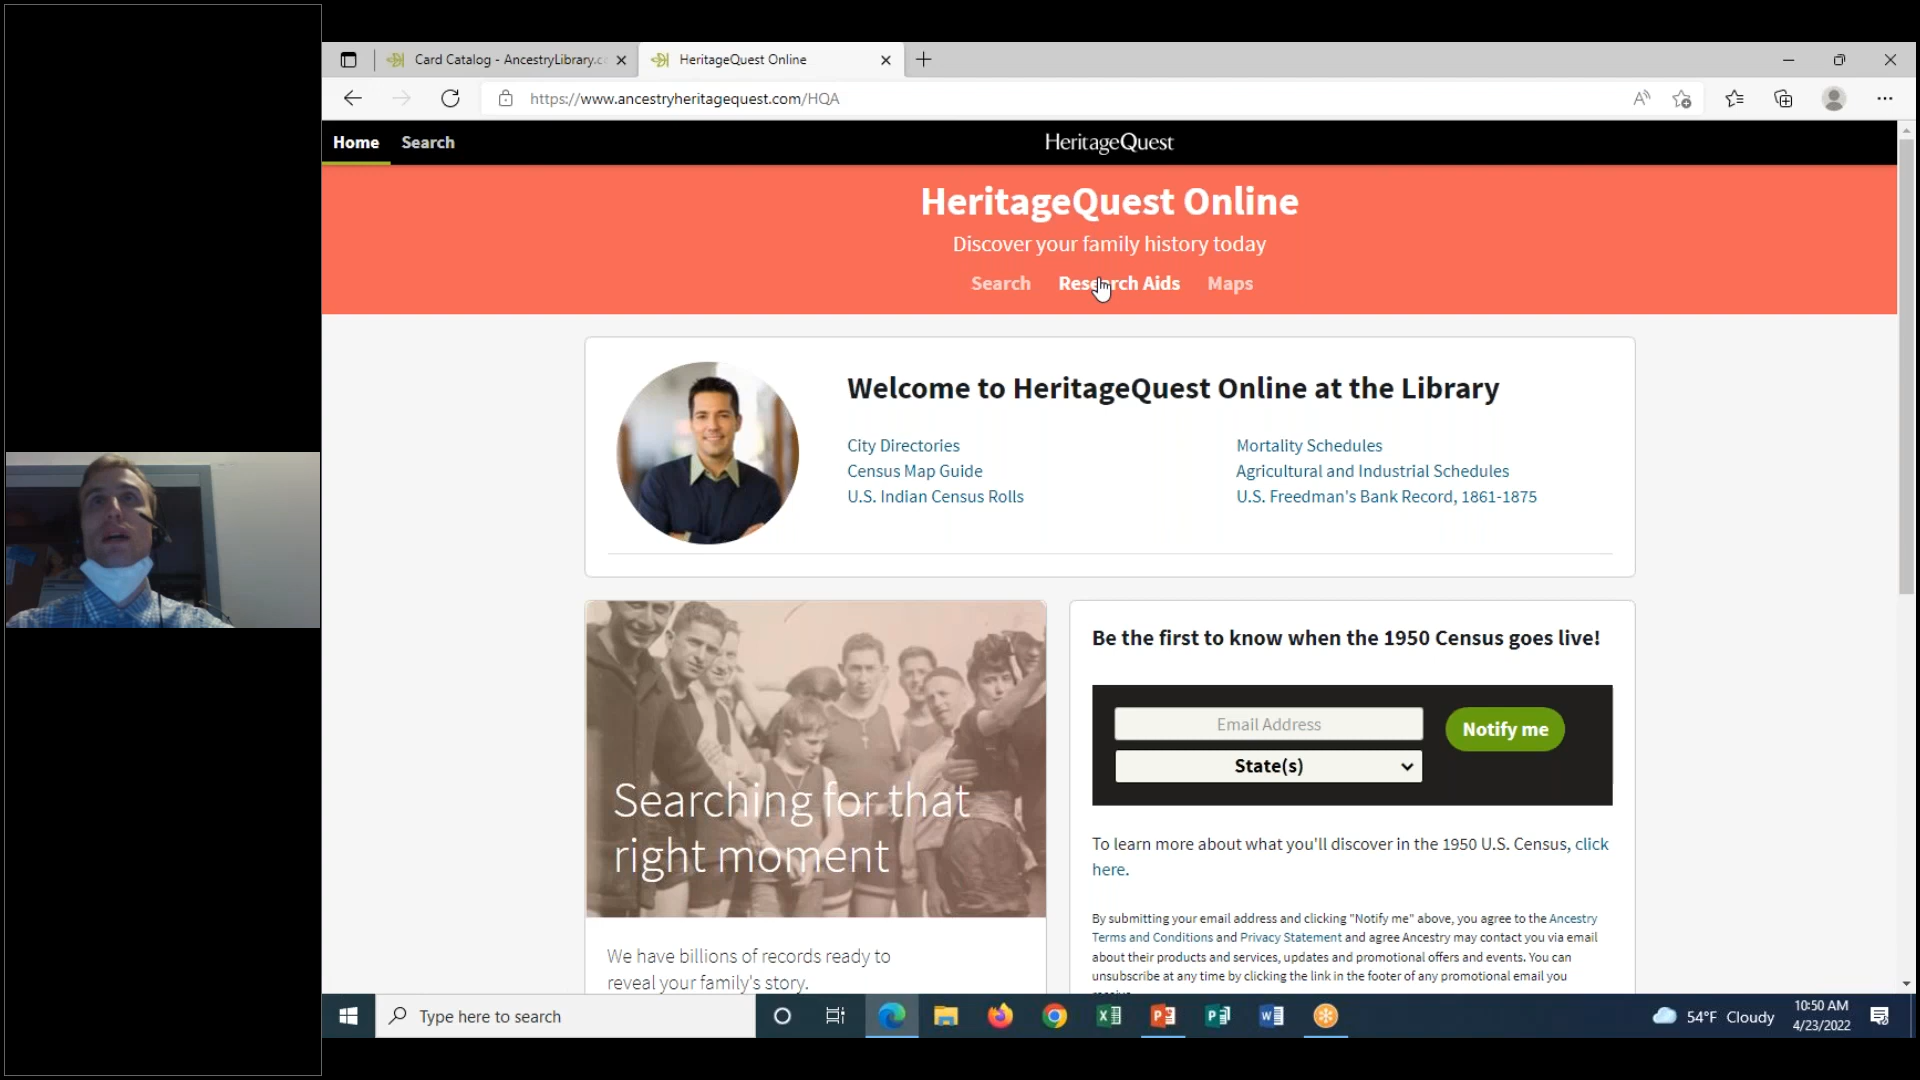 Card Catalog - AncestryLibrary.c
HeritageQuest Online
https://www.ancestryheritagequest.com/HQA
Home Search HeritageQuest
HeritageQuest Online
Discover your family history today
Search Research Aids Maps
Welcome to HeritageQuest Online at the Library
City Directories
Census Map Guide
U.S. Indian Census Rolls
Mortality Schedules
Agricultural and Industrial Schedules
U.S. Freedman's Bank Record, 1861-1875
Searching for that
right moment
We have billions of records ready to
reveal your family's story.
Be the first to know when the 1950 Census goes live!
Email Address
Notify me
State(s)
To learn more about what you'll discover in the 1950 U.S. Census, click
here.
By submitting your email address and clicking "Notify me" above, you agree to the Ancestry
Terms and Conditions and Privacy Statement and agree Ancestry may contact you via email
about their products and services, updates and promotional offers and events. You can
unsubscribe at any time by clicking the link in the footer of any promotional email you
Type here to search
54°F Cloudy
10:50 AM
4/23/2022